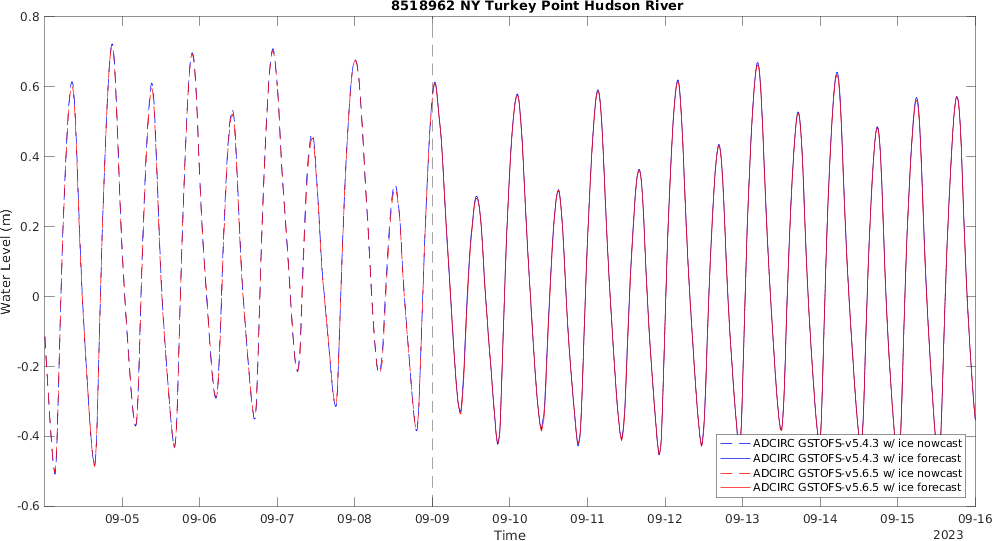 8518962 NY Turkey Point Hudson River
0.8
0.6
0.4
0.2
0
-0.2
-0.4
-0.6
Water Level (m)
09-05 09-06 09-07 09-08 09-09 09-10 09-11 09-12 09-13 09-14 09-15 09-16
Time
2023
ADCIRC GSTOFS-v5.4.3 w/ ice nowcast
ADCIRC GSTOFS-v5.4.3 w/ ice forecast
ADCIRC GSTOFS-v5.6.5 w/ ice nowcast
ADCIRC GSTOFS-v5.6.5 w/ ice forecast